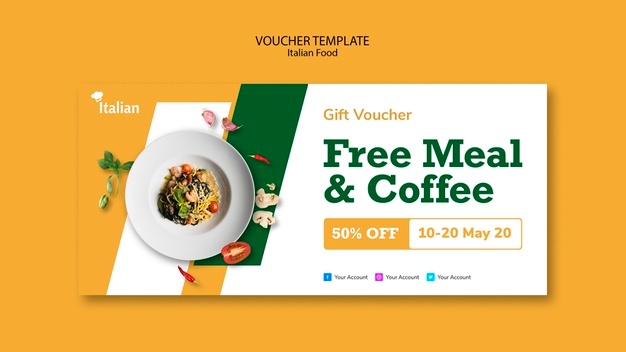 VOUCHER TEMPLATE
Italian Food
Italian
Gift Voucher
Free Meal
& Coffee
50% OFF
10-20 May 20
Your Account
Your Account
Your Account